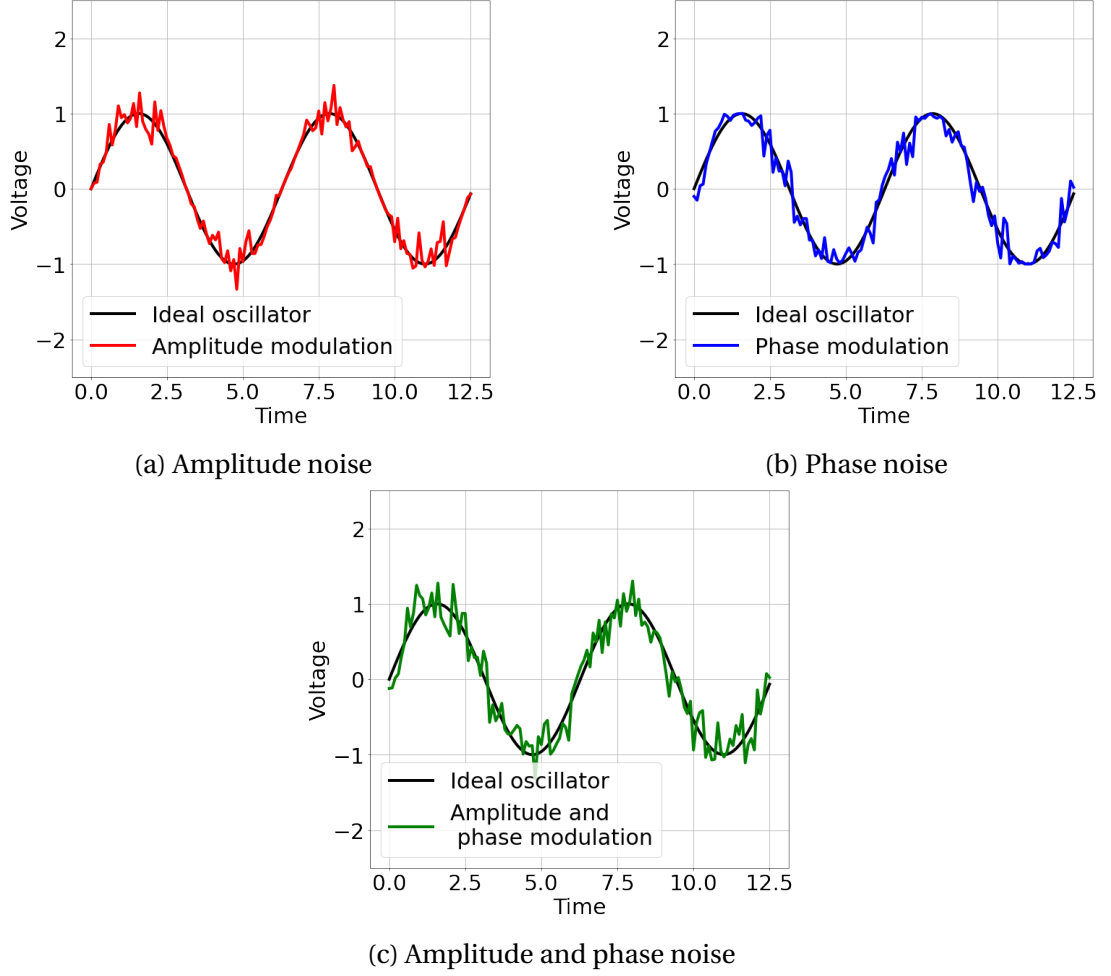 2
1
0
−1
−2
Voltage
Ideal oscillator
Amplitude modulation
0.0 2.5 5.0 7.5 10.0 12.5
Time
(a) Amplitude noise
2
1
0
−1
−2
Voltage
Ideal oscillator
Phase modulation
0.0 2.5 5.0 7.5 10.0 12.5
Time
(b) Phase noise
2
1
0
−1
−2
Voltage
Ideal oscillator
Amplitude and
phase modulation
0.0 2.5 5.0 7.5 10.0 12.5
Time
(c) Amplitude and phase noise